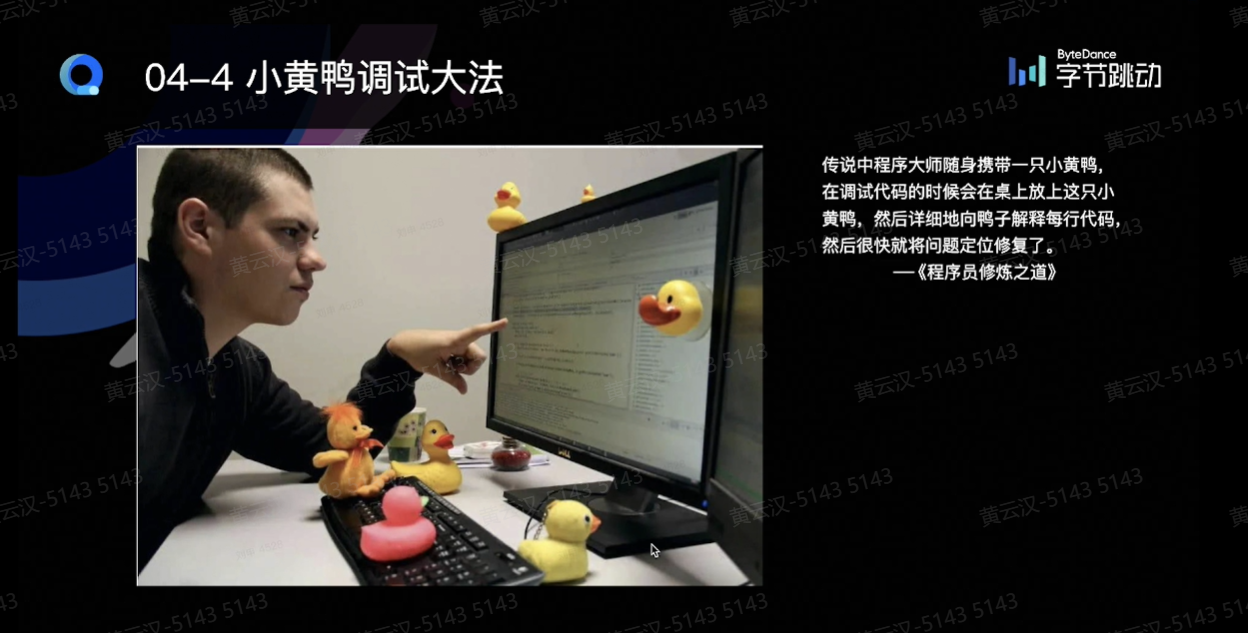 04-4 小黄鸭调试大法
ByteDance
字节跳动
传说中程序大师随身携带一只小黄鸭，
在调试代码的时候会在桌上放上这只小
黄鸭，然后详细地向鸭子解释每行代码，
然后很快就将问题定位修复了。
—《程序员修炼之道》
DELL
黄云汉-5143 5143